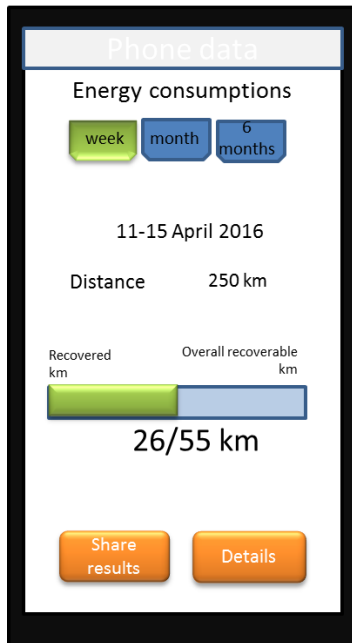 Phone data
Energy consumptions
week
month
6
months
11-15 April 2016
Distance 250 km
Recovered
km
Overall recoverable
km
26/55 km
Share
results
Details